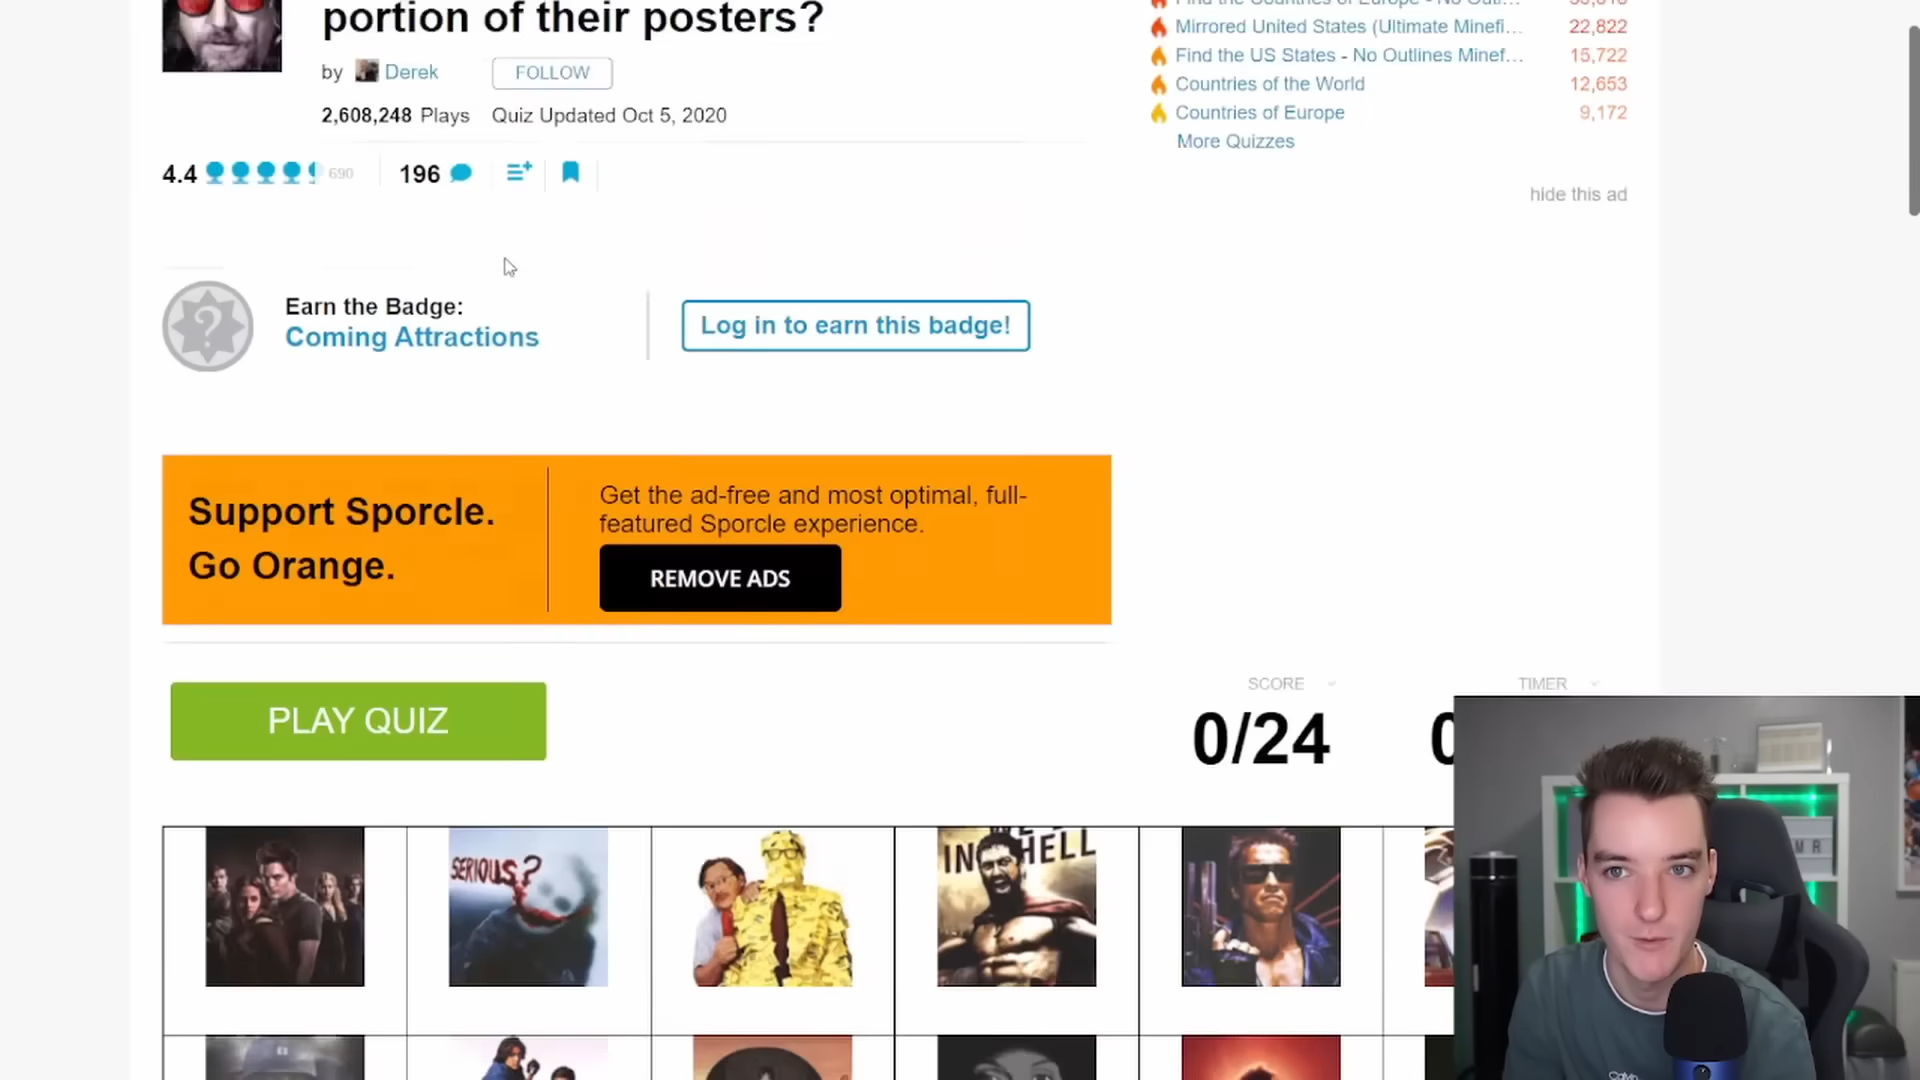 portion of their posters?
by Derek FOLLOW
2,608,248 Plays Quiz Updated Oct 5, 2020
4.4 690 196
Mirrored United States (Ultimate Minefi... 22,822
Find the US States - No Outlines Minef... 15,722
Countries of the World 12,653
Countries of Europe 9,172
More Quizzes
hide this ad
Earn the Badge:
Coming Attractions
Log in to earn this badge!
Support Sporcle.
Go Orange.
Get the ad-free and most optimal, full-
featured Sporcle experience.
REMOVE ADS
PLAY QUIZ
SCORE
0/24
TIMER
0
SERIOUS?
IN HELL
M R